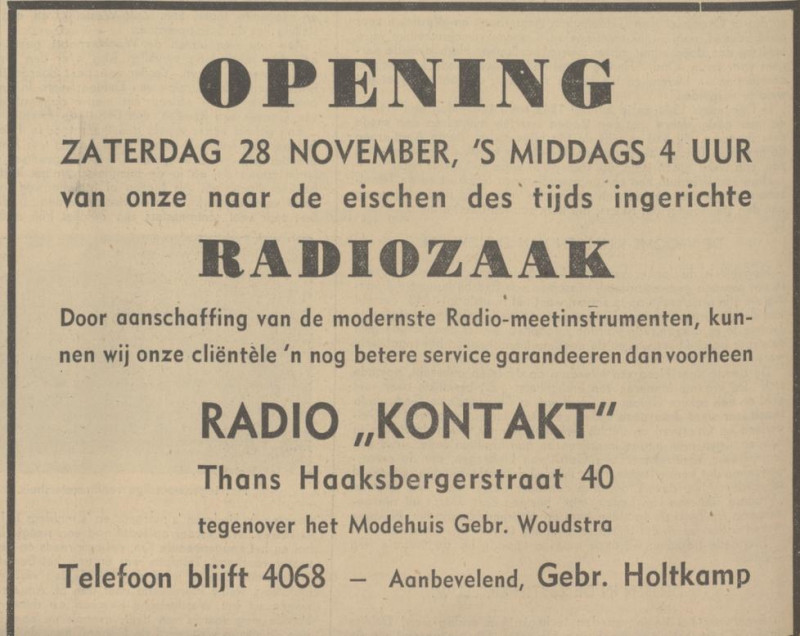 OPENING
ZATERDAG 28 NOVEMBER, 'S MIDDAGS 4 UUR
van onze naar de eischen des tijds ingerichte
RADIOZAAK
Door aanschaffing van de modernste Radio-meetinstrumenten, kun-
nen wij onze cliëntèle 'n nog betere service garandeeren dan voorheen
RADIO „KONTAKT"
Thans Haaksbergerstraat 40
tegenover het Modehuis Gebr. Woudstra
Telefoon blijft 4068 — Aanbevelend, Gebr. Holtkamp